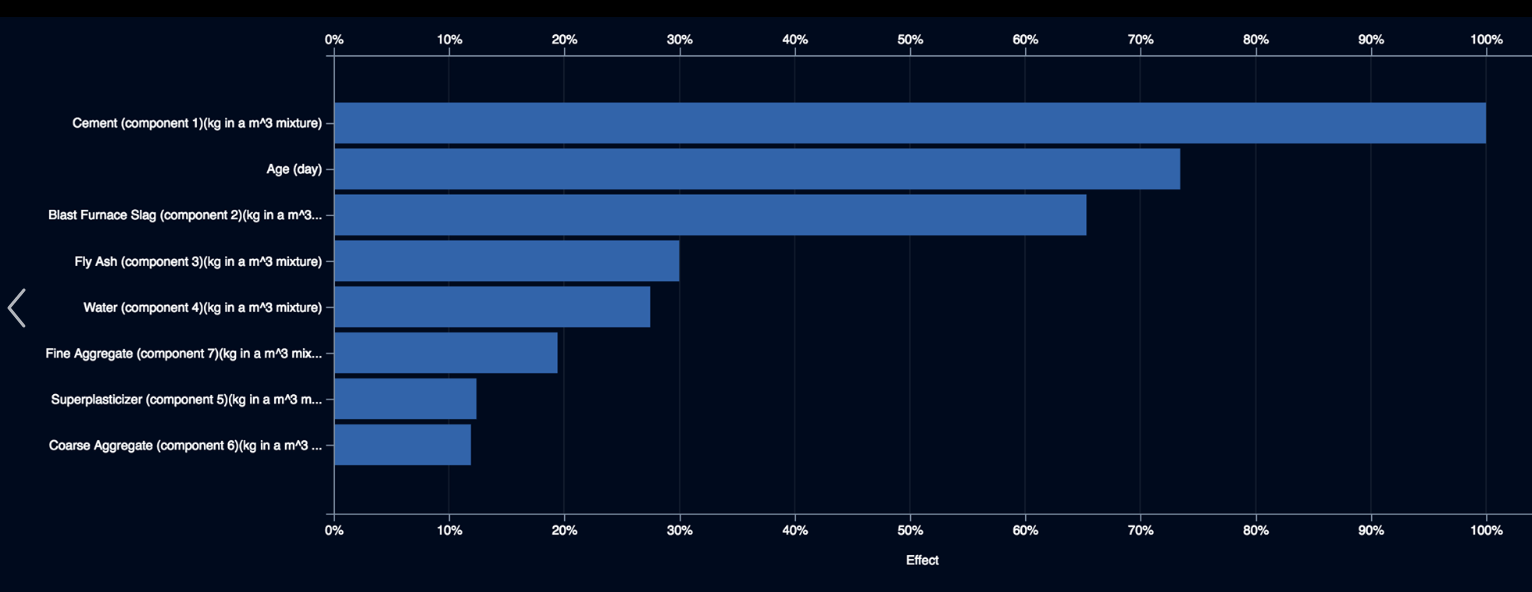 0% 10% 20% 30% 40% 50% 60% 70% 80% 90% 100%
Cement (component 1)(kg in a m^3 mixture)
Age (day)
Blast Furnace Slag (component 2)(kg in a m^3...
Fly Ash (component 3)(kg in a m^3 mixture)
Water (component 4)(kg in a m^3 mixture)
Fine Aggregate (component 7)(kg in a m^3 mix...
Superplasticizer (component 5)(kg in a m^3 m...
Coarse Aggregate (component 6)(kg in a m^3 ...
0% 10% 20% 30% 40% 50% 60% 70% 80% 90% 100%
Effect